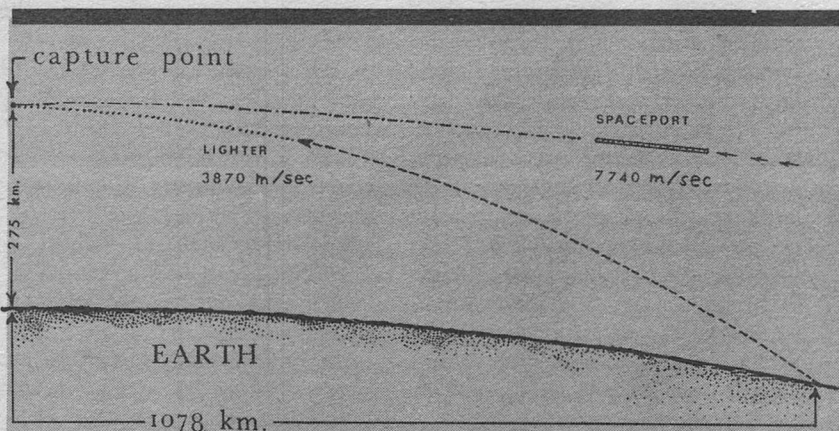 capture point
SPACEPORT
7740 m/sec
LIGHTER
3870 m/sec
275 km.
EARTH
1078 km.